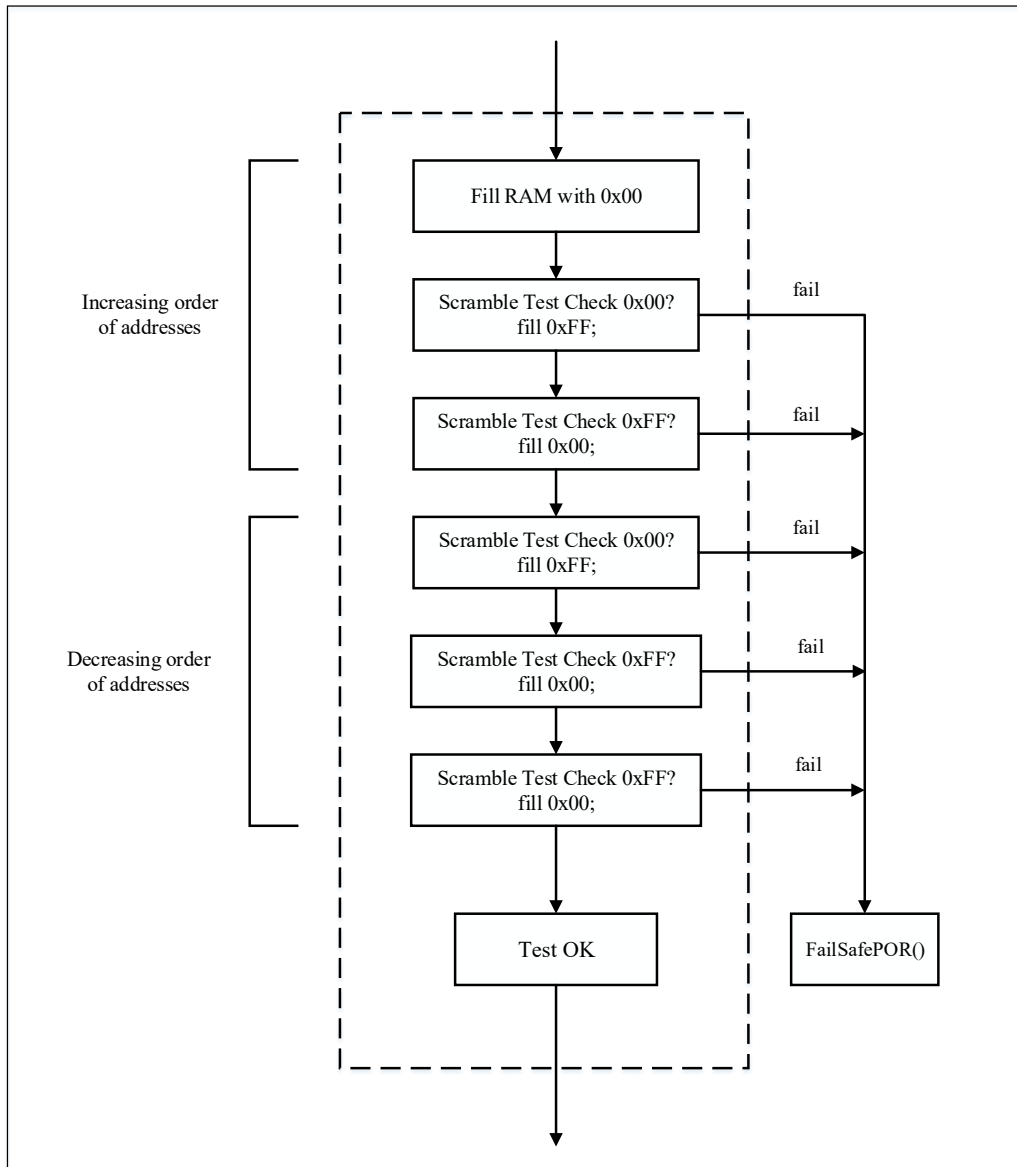 Fill RAM with 0x00
Increasing order
of addresses
Scramble Test Check 0x00?
fill 0xFF;
fail
Scramble Test Check 0xFF?
fill 0x00;
fail
Decreasing order
of addresses
Scramble Test Check 0x00?
fill 0xFF;
fail
Scramble Test Check 0xFF?
fill 0x00;
fail
Scramble Test Check 0xFF?
fill 0x00;
fail
Test OK
FailSafePOR()